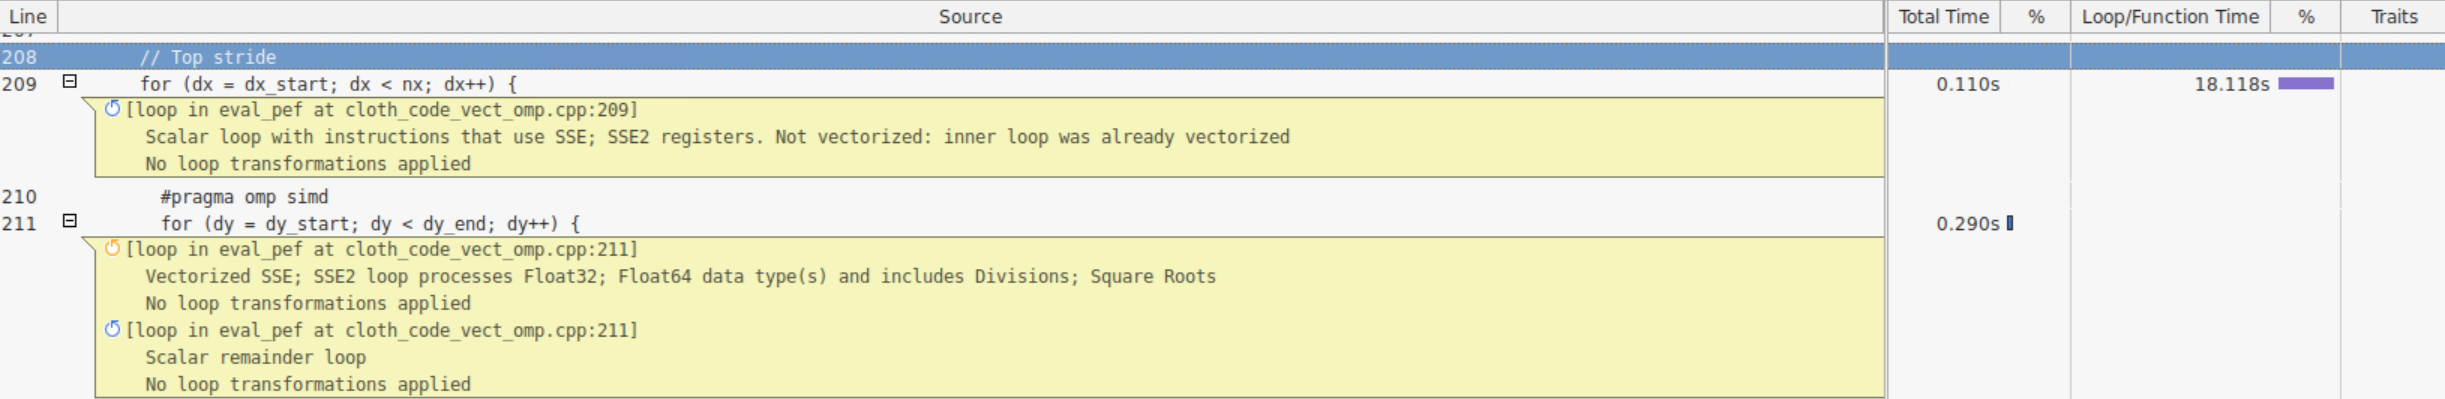 Line Source Total Time % Loop/Function Time % Traits
208 // Top stride
209 for (dx = dx_start; dx < nx; dx++) { 0.110s 18.118s
[loop in eval_pef at cloth_code_vect_omp.cpp:209]
Scalar loop with instructions that use SSE; SSE2 registers. Not vectorized: inner loop was already vectorized
No loop transformations applied
210 #pragma omp simd
211 for (dy = dy_start; dy < dy_end; dy++) { 0.290s
[loop in eval_pef at cloth_code_vect_omp.cpp:211]
Vectorized SSE; SSE2 loop processes Float32; Float64 data type(s) and includes Divisions; Square Roots
No loop transformations applied
[loop in eval_pef at cloth_code_vect_omp.cpp:211]
Scalar remainder loop
No loop transformations applied